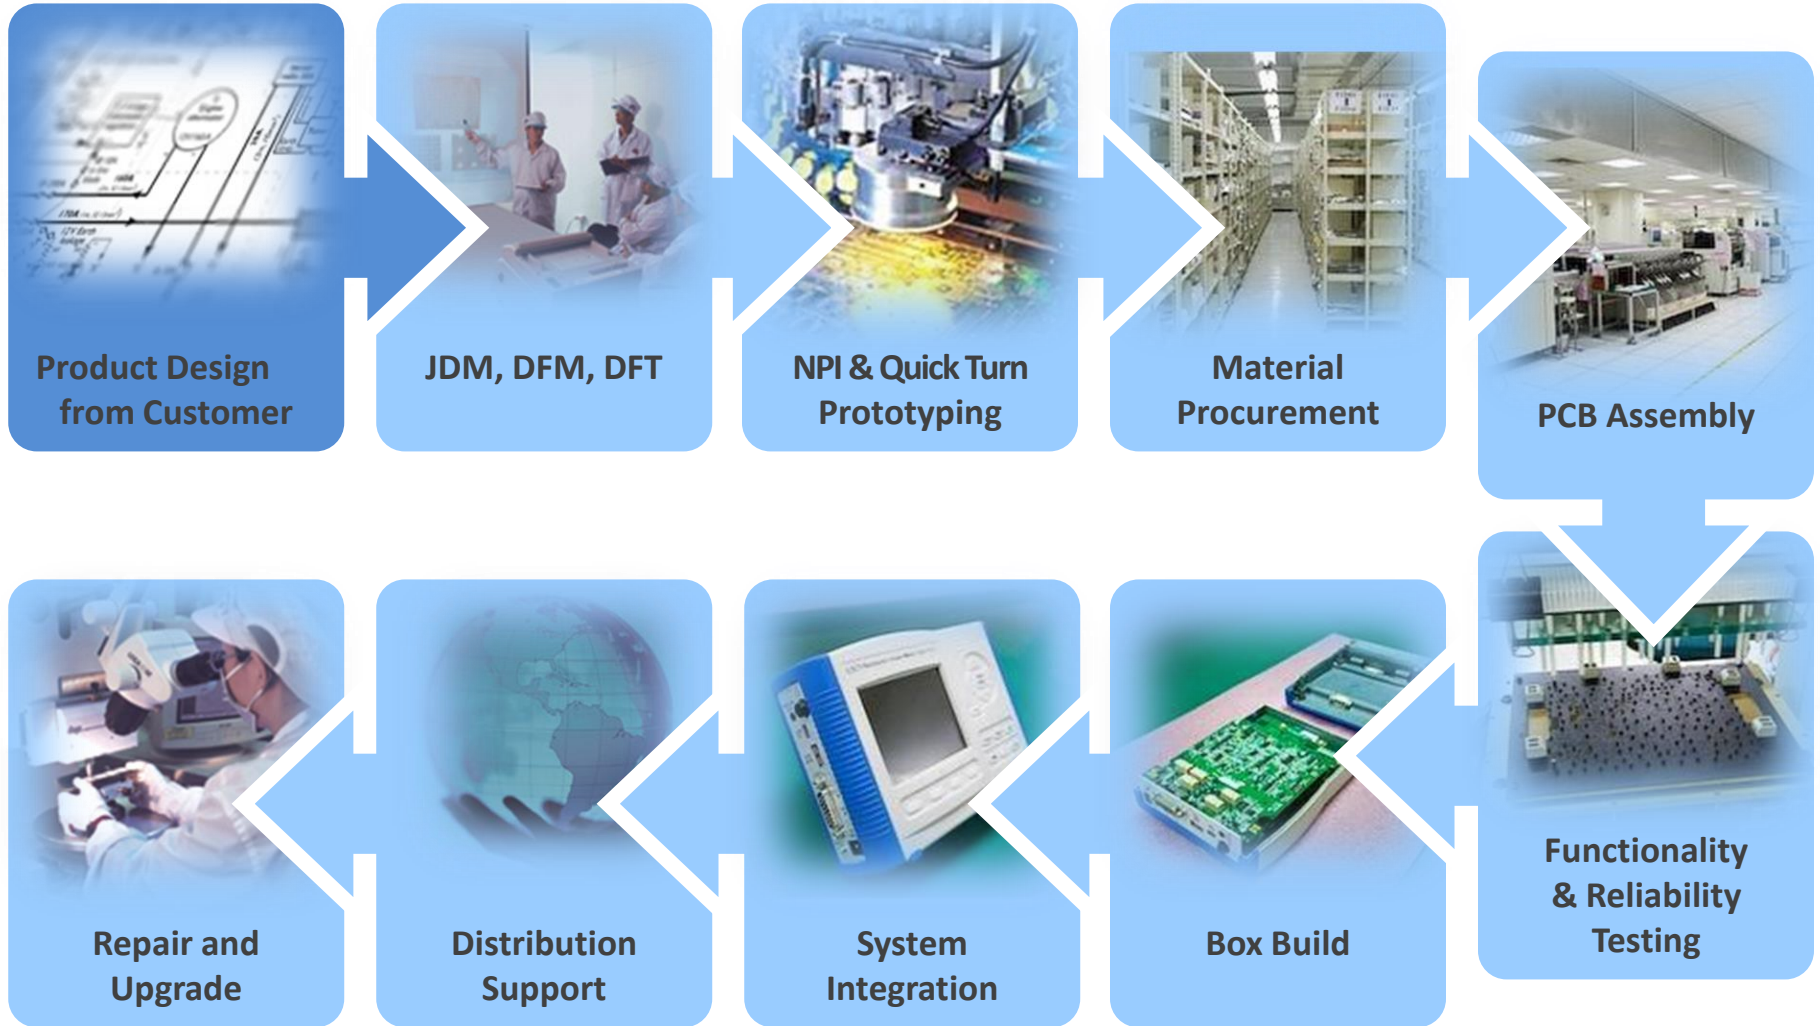 Product Design
from Customer
JDM, DFM, DFT
NPI & Quick Turn
Prototyping
Material
Procurement
PCB Assembly
Functionality
& Reliability
Testing
Box Build
System
Integration
Distribution
Support
Repair and
Upgrade